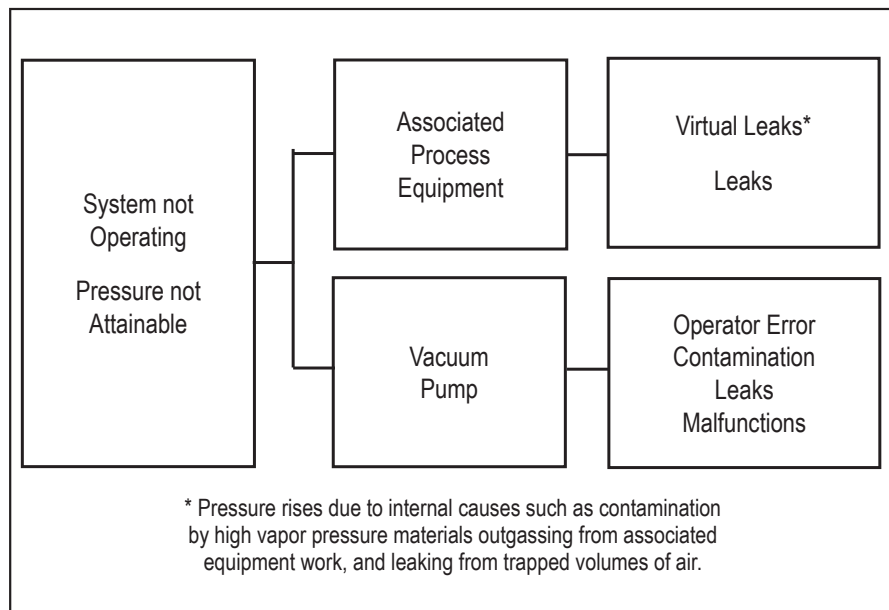 System not
Operating
Pressure not
Attainable
Associated
Process
Equipment
Virtual Leaks*
Leaks
Vacuum
Pump
Operator Error
Contamination
Leaks
Malfunctions
* Pressure rises due to internal causes such as contamination
by high vapor pressure materials outgassing from associated
equipment work, and leaking from trapped volumes of air.